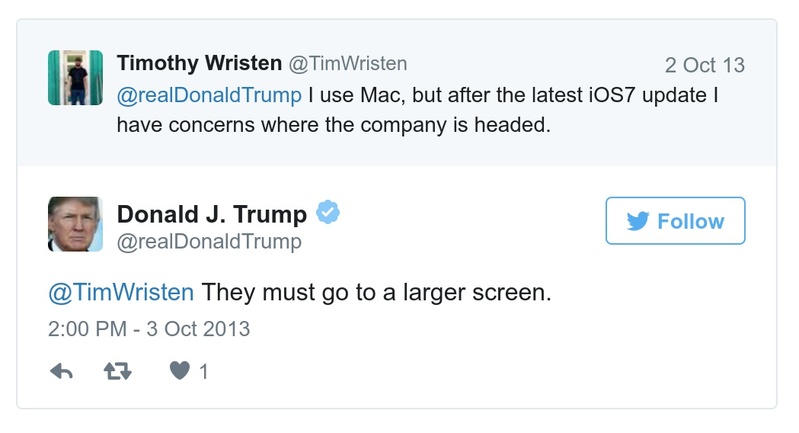 Timothy Wristen @TimWristen 2 Oct 13
@realDonaldTrump I use Mac, but after the latest iOS7 update I
have concerns where the company is headed.
Donald J. Trump
@realDonaldTrump
Follow
@TimWristen They must go to a larger screen.
2:00 PM - 3 Oct 2013
1